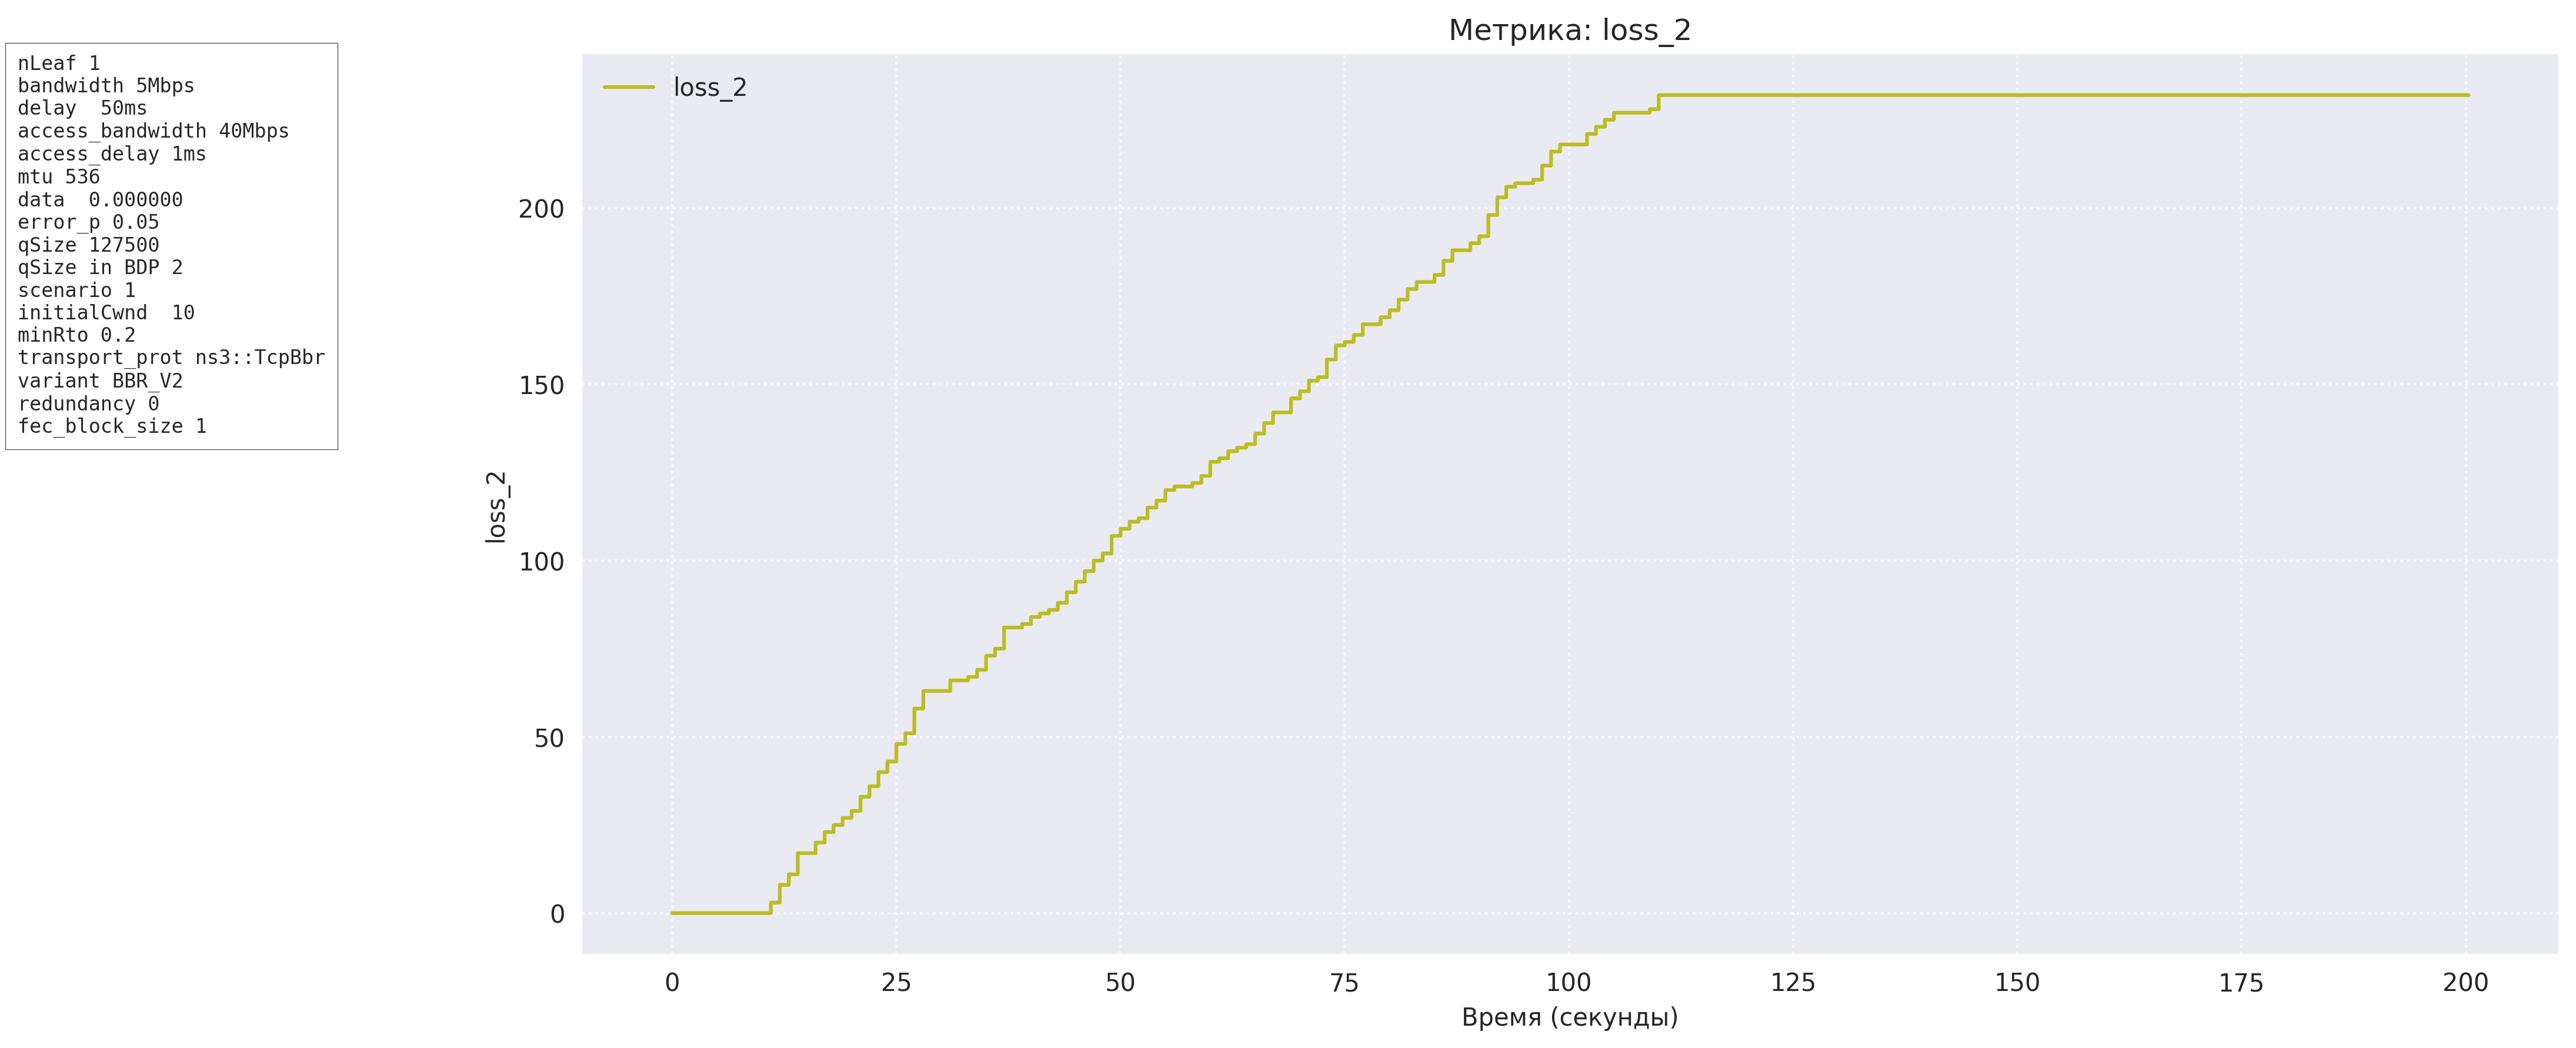 nLeaf 1
bandwidth 5Mbps
delay  50ms
access_bandwidth 40Mbps
access_delay 1ms
mtu 536
data  0.000000
error_p 0.05
qSize 127500
qSize in BDP 2
scenario 1
initialCwnd  10
minRto 0.2
transport_prot ns3::TcpBbr
variant BBR_V2
redundancy 0
fec_block_size 1
Метрика: loss_2
loss_2
loss_2
200
150
100
50
0
0 25 50 75 100 125 150 175 200
Время (секунды)